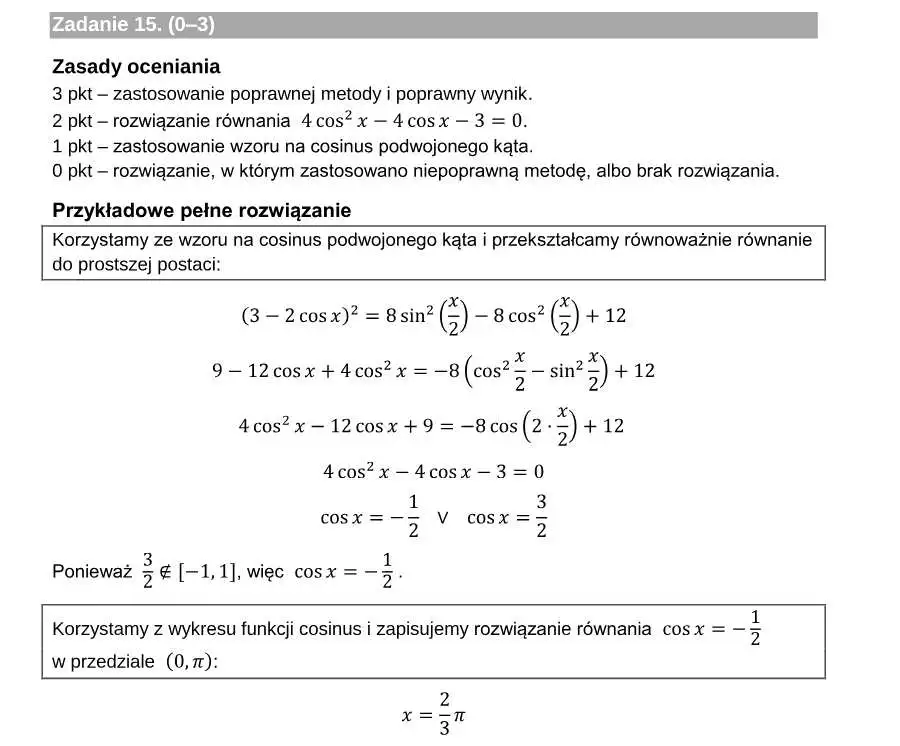 Zadanie 15. (0–3)
Zasady oceniania
3 pkt – zastosowanie poprawnej metody i poprawny wynik.
2 pkt – rozwiązanie równania 4 cos² x − 4 cos x − 3 = 0.
1 pkt – zastosowanie wzoru na cosinus podwojonego kąta.
0 pkt – rozwiązanie, w którym zastosowano niepoprawną metodę, albo brak rozwiązania.
Przykładowe pełne rozwiązanie
Korzystamy ze wzoru na cosinus podwojonego kąta i przekształcamy równoważnie równanie
do prostszej postaci:
(3 − 2 cos x)² = 8 sin² (x/2) − 8 cos² (x/2) + 12
9 − 12 cos x + 4 cos² x = −8 (cos² x/2 − sin² x/2) + 12
4 cos² x − 12 cos x + 9 = −8 cos (2 · x/2) + 12
4 cos² x − 4 cos x − 3 = 0
cos x = −1/2 ∨ cos x = 3/2
Ponieważ 3/2 ∉ [−1, 1], więc cos x = −1/2 .
Korzystamy z wykresu funkcji cosinus i zapisujemy rozwiązanie równania cos x = −1/2
w przedziale (0, π):
x = 2/3 π